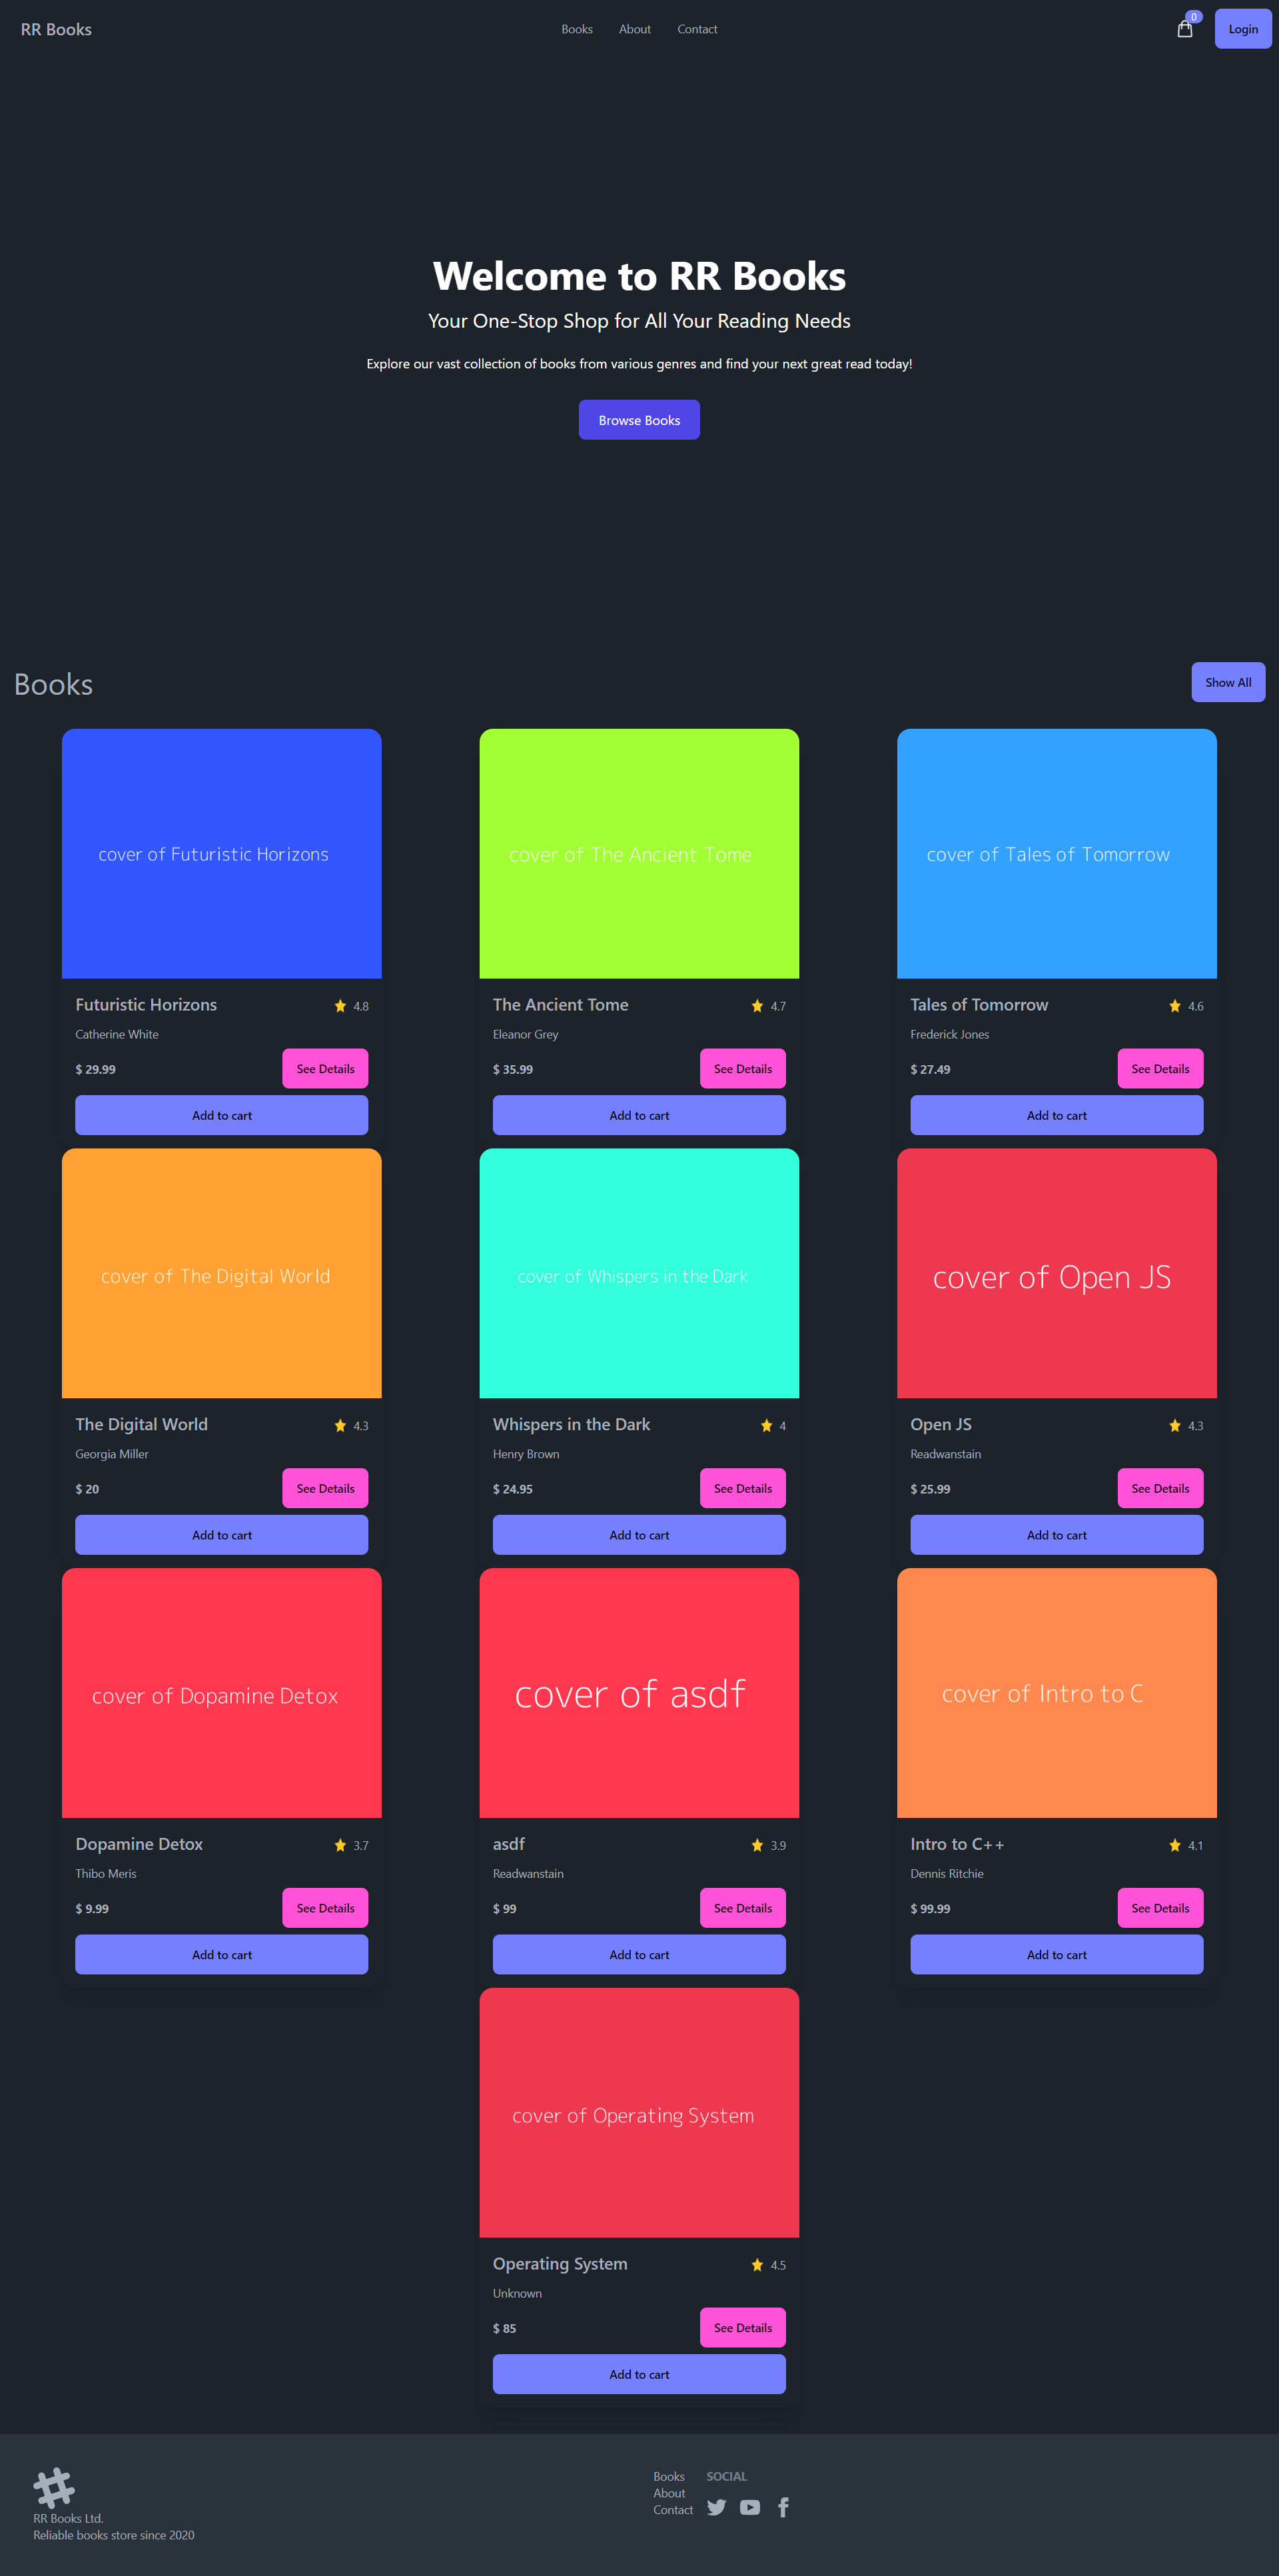 RR Books
Books About Contact
0
Login
Welcome to RR Books
Your One-Stop Shop for All Your Reading Needs
Explore our vast collection of books from various genres and find your next great read today!
Browse Books
Books
Show All
cover of Futuristic Horizons
Futuristic Horizons 4.8
Catherine White
$ 29.99 See Details
Add to cart
cover of The Ancient Tome
The Ancient Tome 4.7
Eleanor Grey
$ 35.99 See Details
Add to cart
cover of Tales of Tomorrow
Tales of Tomorrow 4.6
Frederick Jones
$ 27.49 See Details
Add to cart
cover of The Digital World
The Digital World 4.3
Georgia Miller
$ 20 See Details
Add to cart
cover of Whispers in the Dark
Whispers in the Dark 4
Henry Brown
$ 24.95 See Details
Add to cart
cover of Open JS
Open JS 4.3
Readwanstain
$ 25.99 See Details
Add to cart
cover of Dopamine Detox
Dopamine Detox 3.7
Thibo Meris
$ 9.99 See Details
Add to cart
cover of asdf
asdf 3.9
Readwanstain
$ 99 See Details
Add to cart
cover of Intro to C
Intro to C++ 4.1
Dennis Ritchie
$ 99.99 See Details
Add to cart
cover of Operating System
Operating System 4.5
Unknown
$ 85 See Details
Add to cart
RR Books Ltd.
Reliable books store since 2020
Books
About
Contact
SOCIAL